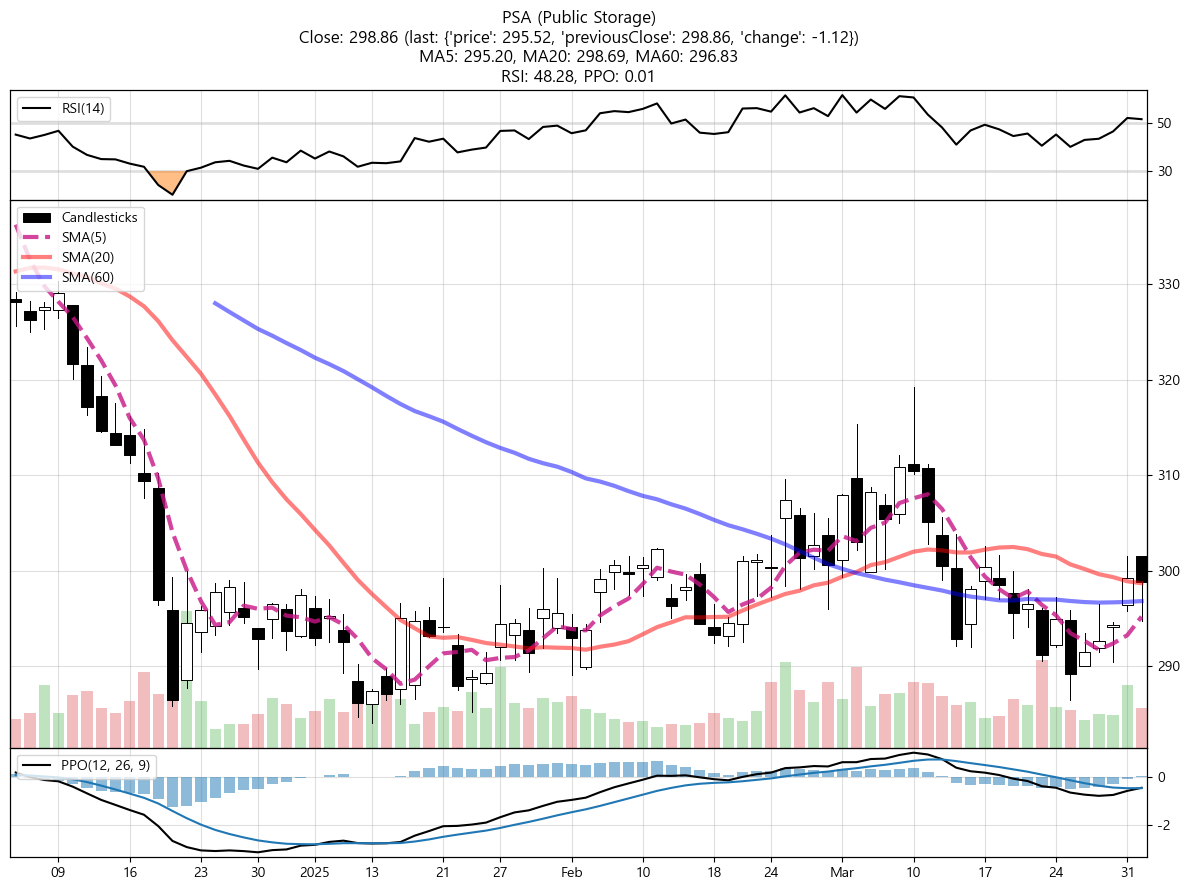 PSA (Public Storage)
Close: 298.86 (last: {'price': 295.52, 'previousClose': 298.86, 'change': -1.12})
MA5: 295.20, MA20: 298.69, MA60: 296.83
RSI: 48.28, PPO: 0.01
RSI(14)
50
30
Candlesticks
SMA(5)
SMA(20)
SMA(60)
330
320
310
300
290
PPO(12, 26, 9)
0
-2
09 16 23 30 2025 13 21 27 Feb 10 18 24 Mar 10 17 24 31